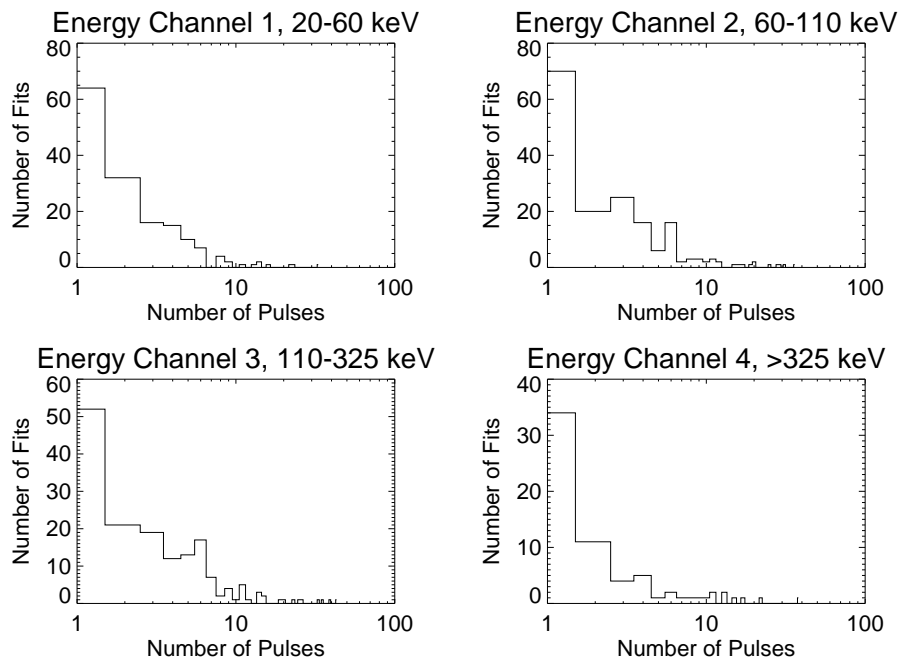 Energy Channel 1, 20-60 keV
80
60
40
20
0
Number of Fits
1
10
100
Number of Pulses
Energy Channel 2, 60-110 keV
80
60
40
20
0
Number of Fits
1
10
100
Number of Pulses
Energy Channel 3, 110-325 keV
60
50
40
30
20
10
0
Number of Fits
1
10
100
Number of Pulses
Energy Channel 4, >325 keV
40
30
20
10
0
Number of Fits
1
10
100
Number of Pulses